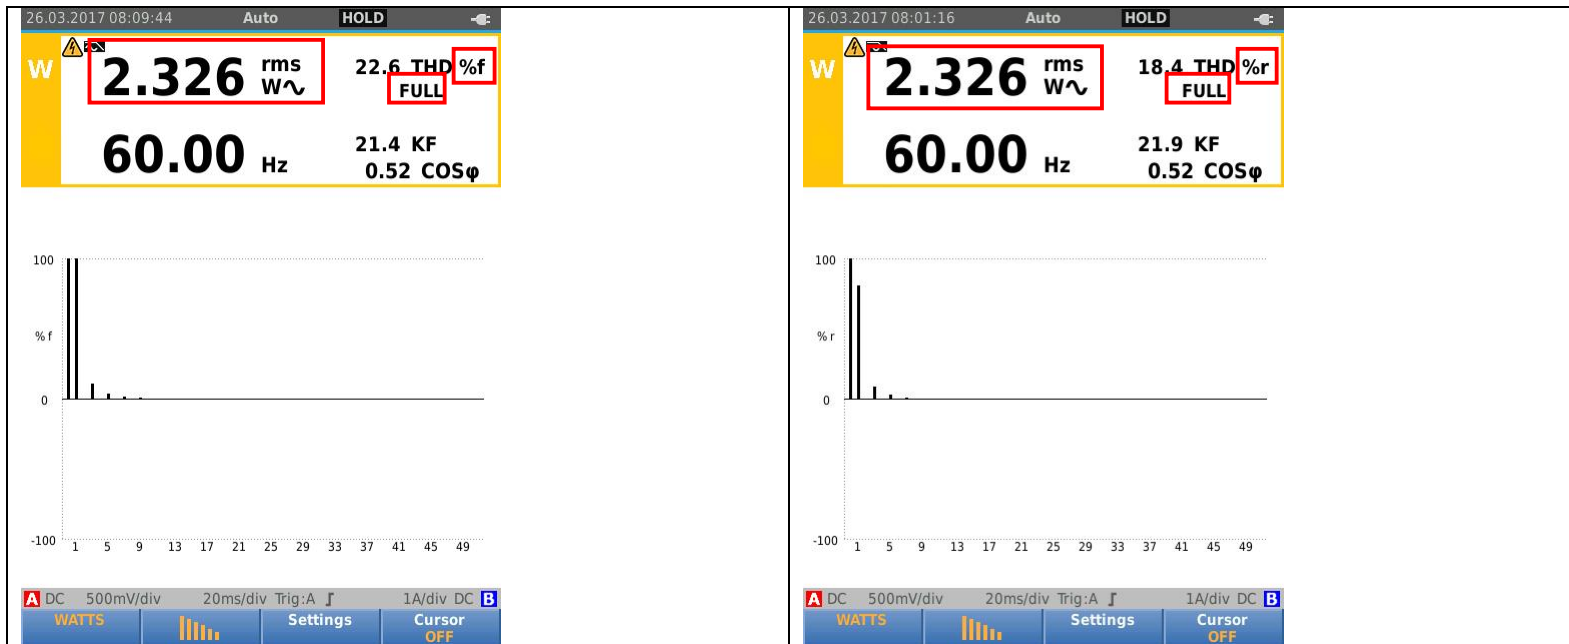 26.03.2017 08:09:44 Auto HOLD
W 2.326 rms W∿ 22.6 THD %f
FULL
60.00 Hz 21.4 KF
0.52 COSφ
100
% f
0
-100
1 5 9 13 17 21 25 29 33 37 41 45 49
A DC 500mV/div 20ms/div Trig:A 1A/div DC B
WATTS Settings Cursor
OFF
26.03.2017 08:01:16 Auto HOLD
W 2.326 rms W∿ 18.4 THD %r
FULL
60.00 Hz 21.9 KF
0.52 COSφ
100
% r
0
-100
1 5 9 13 17 21 25 29 33 37 41 45 49
A DC 500mV/div 20ms/div Trig:A 1A/div DC B
WATTS Settings Cursor
OFF